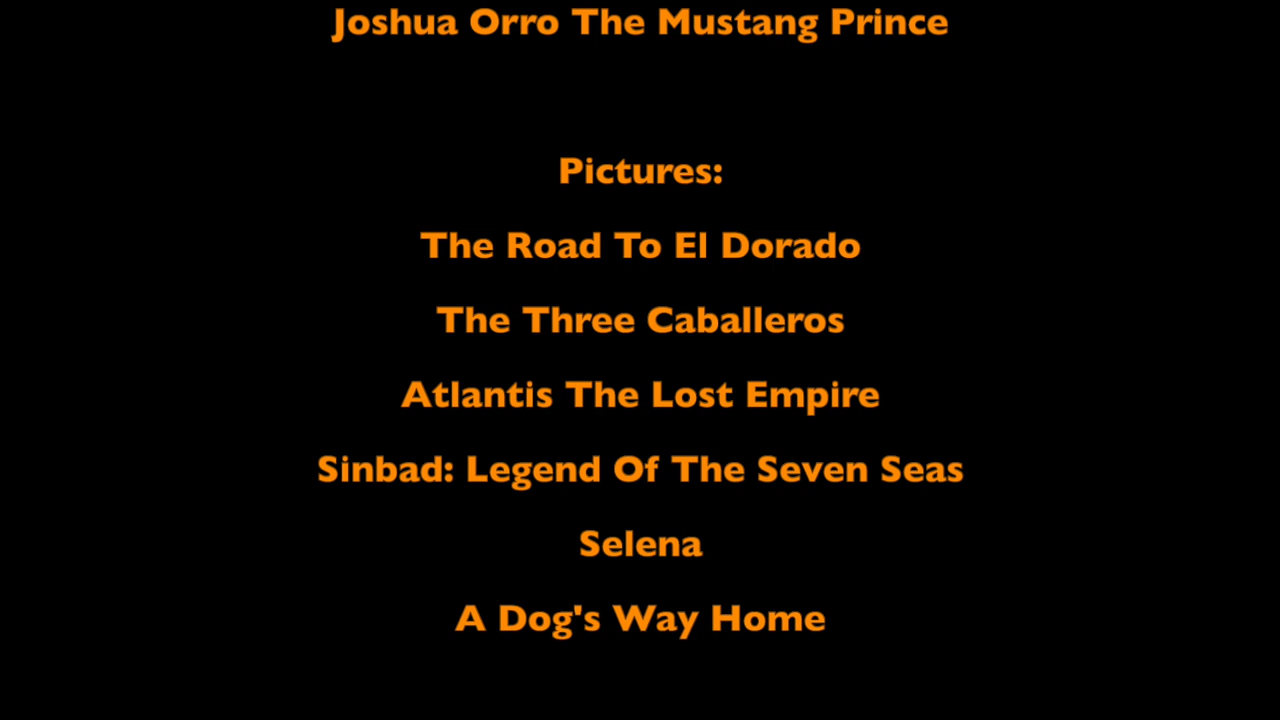 Joshua Orro The Mustang Prince
Pictures:
The Road To El Dorado
The Three Caballeros
Atlantis The Lost Empire
Sinbad: Legend Of The Seven Seas
Selena
A Dog's Way Home